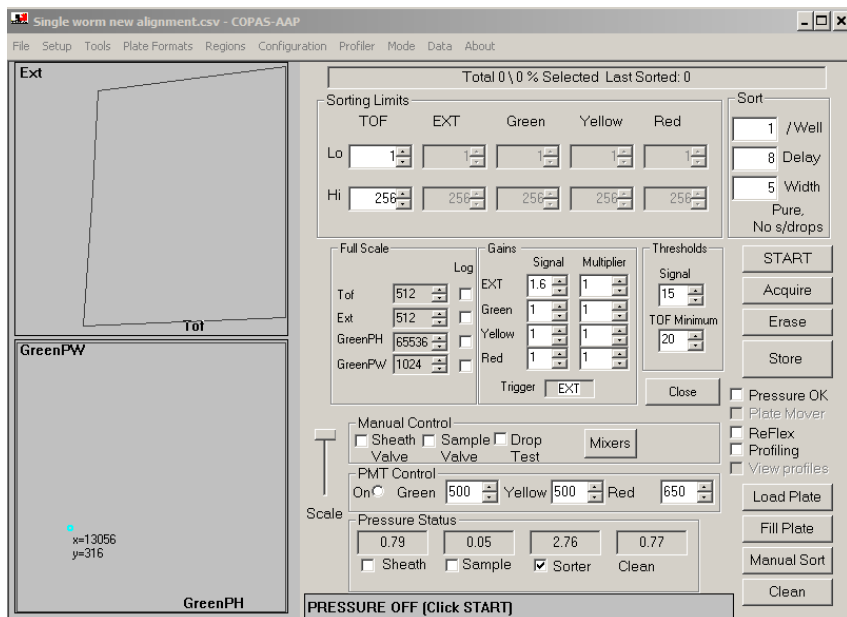 Single worm new alignment.csv - COPAS-AAP
File Setup Tools Plate Formats Regions Configuration Profiler Mode Data About
Ext
Tof
GreenPW
x=13056
y=316
GreenPH
Total 0 \ 0 % Selected Last Sorted: 0
Sorting Limits
TOF EXT Green Yellow Red
Lo 1 1 1 1 1
Hi 256 256 256 256 256
Sort
1 /Well
8 Delay
5 Width
Pure,
No s/drops
Full Scale
Log
Tof 512
Ext 512
GreenPH 65536
GreenPW 1024
Gains
Signal Multiplier
EXT 1.6 1
Green 1 1
Yellow 1 1
Red 1 1
Trigger EXT
Thresholds
Signal
15
TOF Minimum
20
Close
START
Acquire
Erase
Store
Pressure OK
Plate Mover
ReFlex
Profiling
View profiles
Load Plate
Fill Plate
Manual Sort
Clean
Scale
Manual Control
Sheath Valve
Sample Valve
Drop Test
Mixers
PMT Control
On Green 500 Yellow 500 Red 650
Pressure Status
0.79 0.05 2.76 0.77
Sheath Sample Sorter Clean
PRESSURE OFF (Click START)